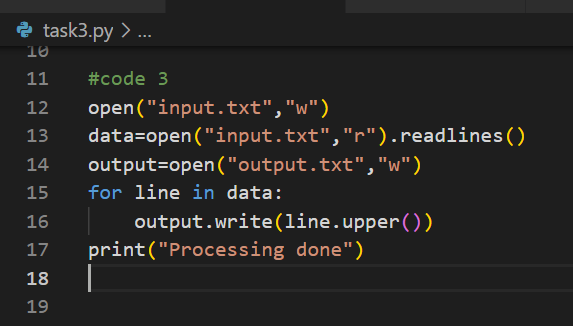 task3.py > ...
10
11 #code 3
12 open("input.txt","w")
13 data=open("input.txt","r").readlines()
14 output=open("output.txt","w")
15 for line in data:
16     output.write(line.upper())
17 print("Processing done")
18
19